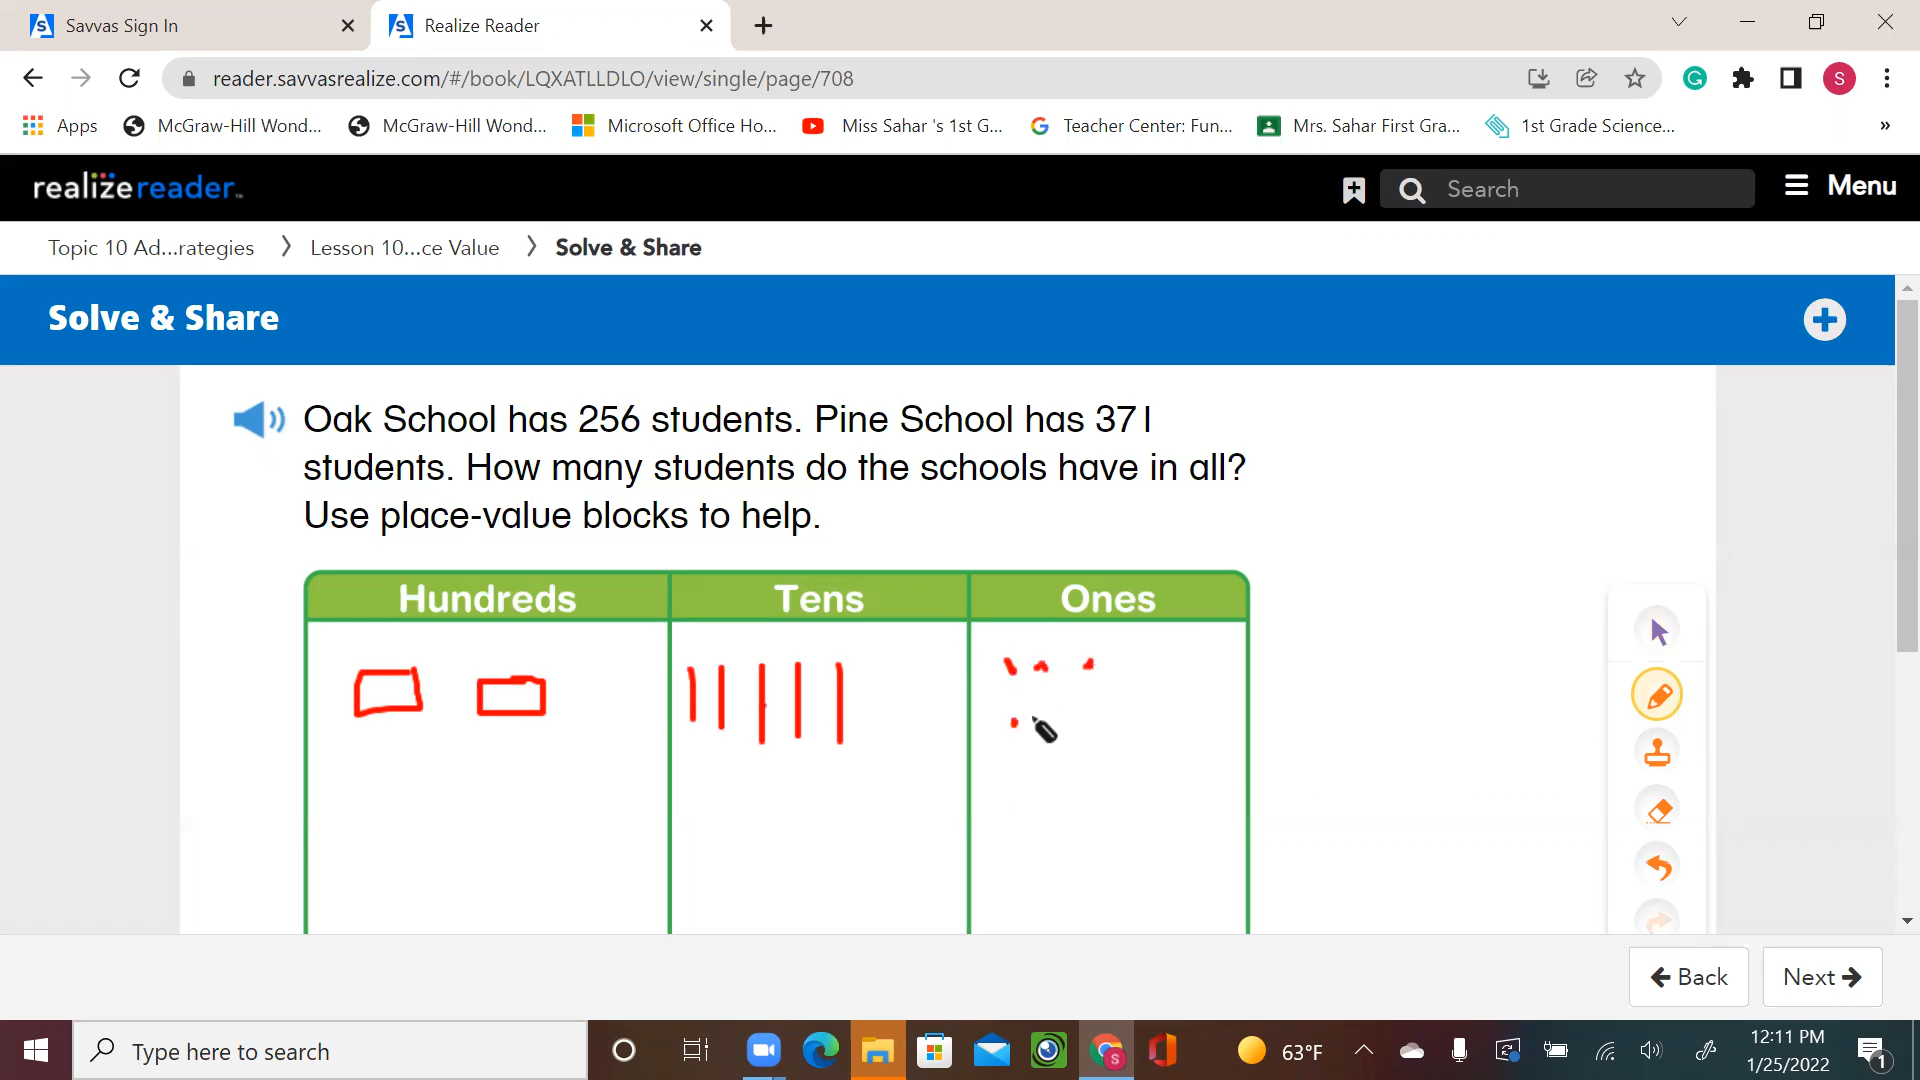 Savvas Sign In
Realize Reader
reader.savvasrealize.com/#/book/LQXATLLDLO/view/single/page/708
S
Apps
McGraw-Hill Wond...
McGraw-Hill Wond...
Microsoft Office Ho...
Miss Sahar 's 1st G...
Teacher Center: Fun...
Mrs. Sahar First Gra...
1st Grade Science...
»
realizereader™
Search
Menu
Topic 10 Ad...rategies
Lesson 10...ce Value
Solve & Share
Solve & Share
Oak School has 256 students. Pine School has 371
students. How many students do the schools have in all?
Use place-value blocks to help.
Hundreds
Tens
Ones
Back
Next
Type here to search
63°F
12:11 PM
1/25/2022
1